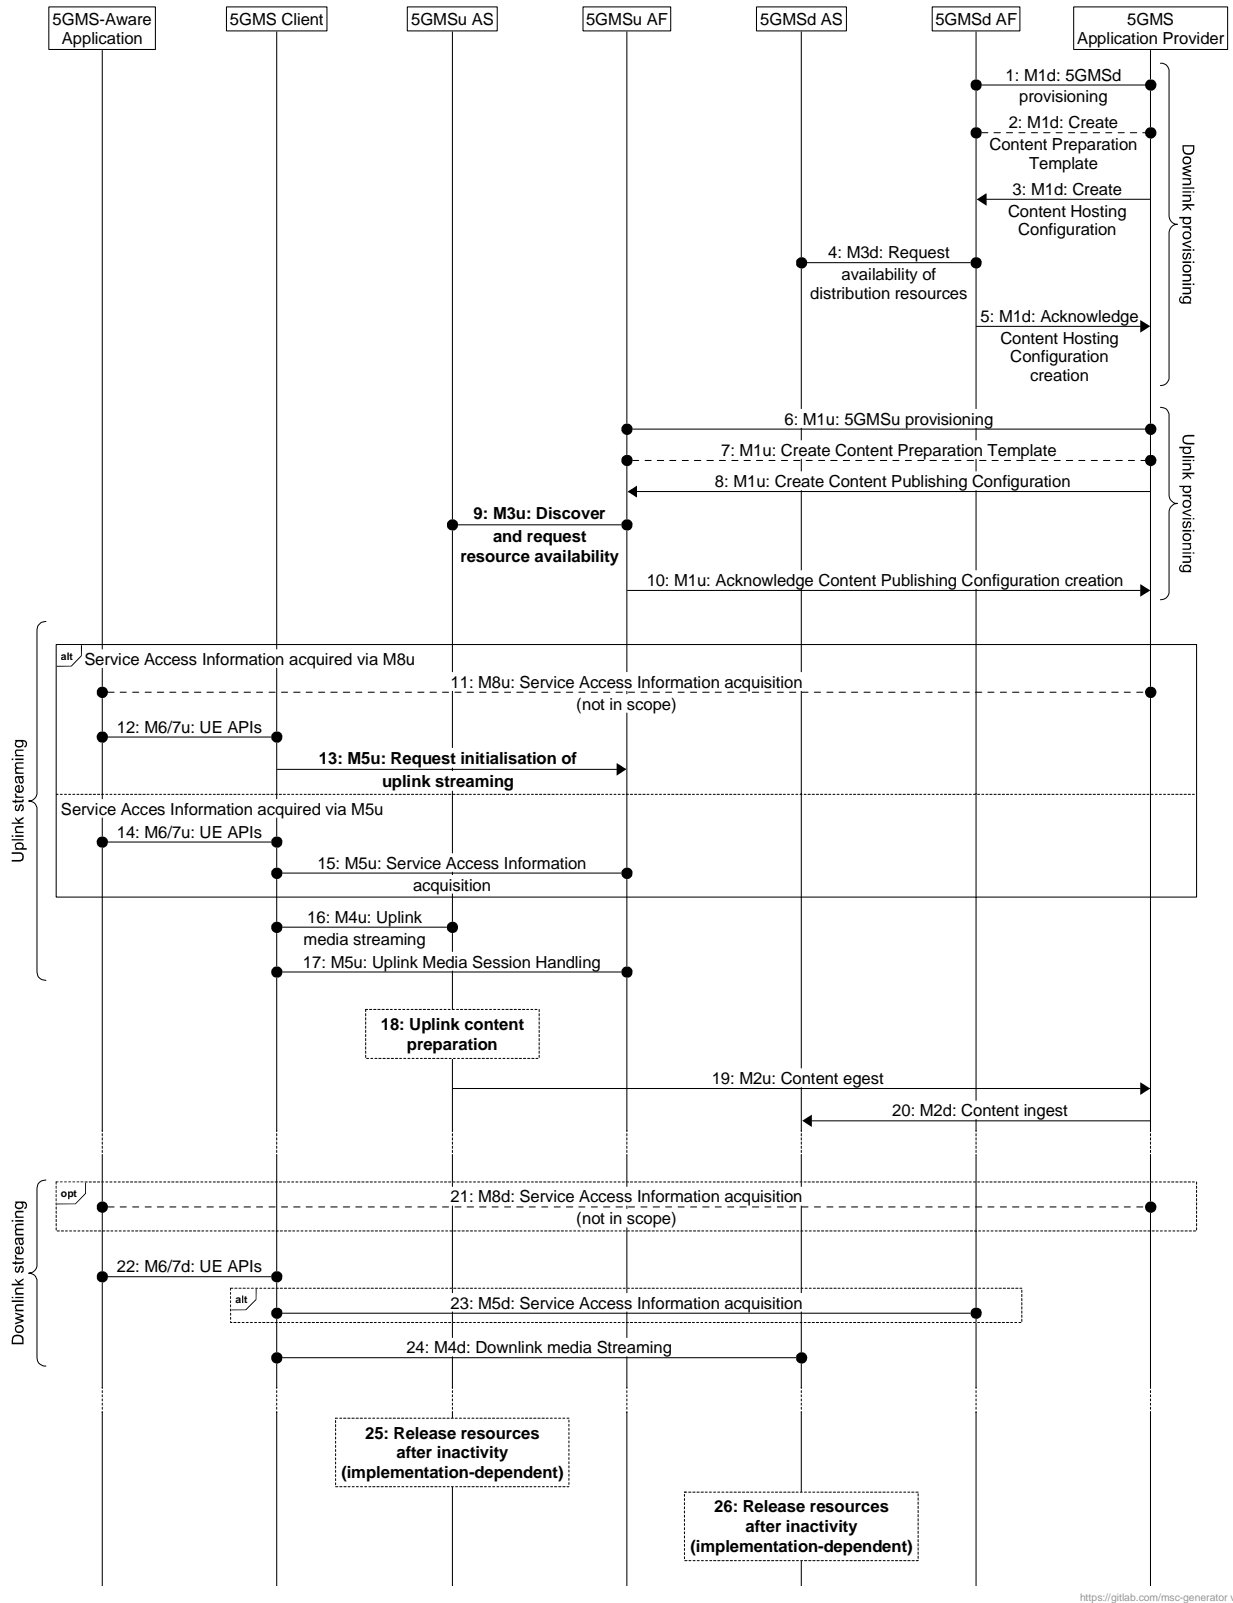 5GMS-Aware
Application
5GMS Client
5GMSu AS
5GMSu AF
5GMSd AS
5GMSd AF
5GMS
Application Provider
1: M1d: 5GMSd
provisioning
2: M1d: Create
Content Preparation
Template
3: M1d: Create
Content Hosting
Configuration
4: M3d: Request
availability of
distribution resources
5: M1d: Acknowledge
Content Hosting
Configuration
creation
Downlink provisioning
6: M1u: 5GMSu provisioning
7: M1u: Create Content Preparation Template
8: M1u: Create Content Publishing Configuration
9: M3u: Discover
and request
resource availability
10: M1u: Acknowledge Content Publishing Configuration creation
Uplink provisioning
Uplink streaming
alt
Service Access Information acquired via M8u
11: M8u: Service Access Information acquisition
(not in scope)
12: M6/7u: UE APIs
13: M5u: Request initialisation of
uplink streaming
Service Acces Information acquired via M5u
14: M6/7u: UE APIs
15: M5u: Service Access Information
acquisition
16: M4u: Uplink
media streaming
17: M5u: Uplink Media Session Handling
18: Uplink content
preparation
19: M2u: Content egest
20: M2d: Content ingest
Downlink streaming
opt
21: M8d: Service Access Information acquisition
(not in scope)
22: M6/7d: UE APIs
alt
23: M5d: Service Access Information acquisition
24: M4d: Downlink media Streaming
25: Release resources
after inactivity
(implementation-dependent)
26: Release resources
after inactivity
(implementation-dependent)
https://gitlab.com/msc-generator v